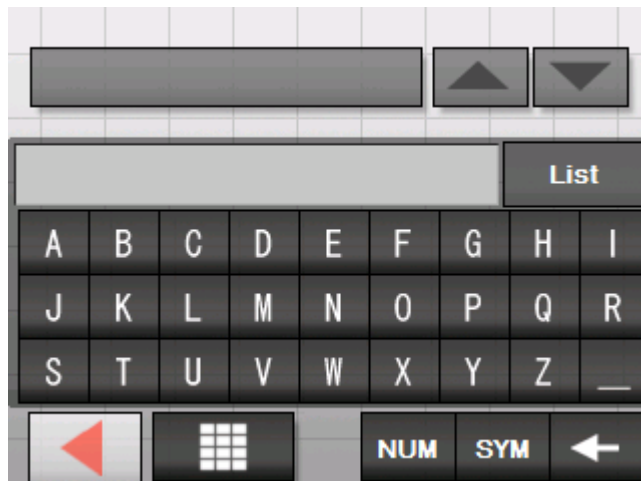 List
A B C D E F G H I
J K L M N O P Q R
S T U V W X Y Z _
NUM SYM